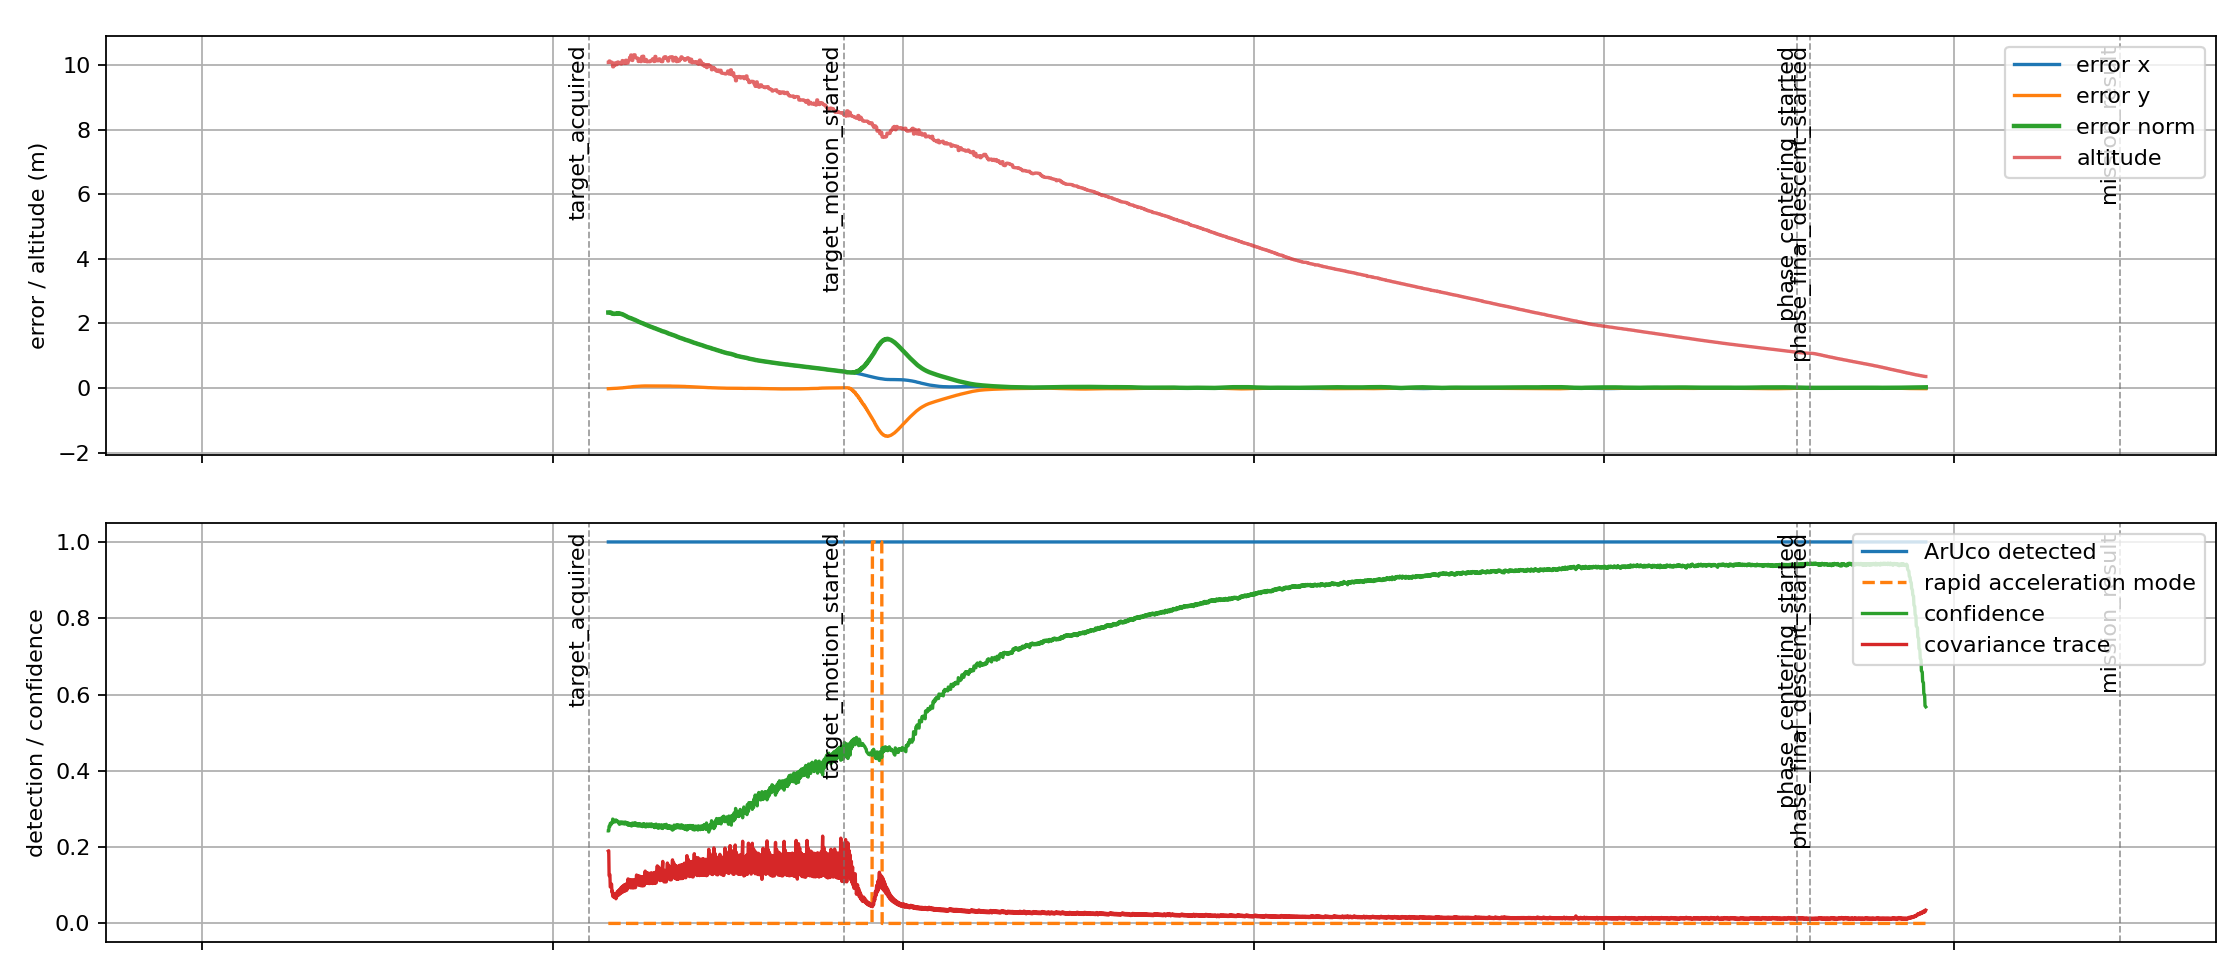 error / altitude (m)
10
8
6
4
2
0
−2
target_acquired
target_motion_started
phase_centering_started
phase_final_descent_started
mission_result
error x
error y
error norm
altitude
detection / confidence
1.0
0.8
0.6
0.4
0.2
0.0
target_acquired
target_motion_started
phase_centering_started
phase_final_descent_started
mission_result
ArUco detected
rapid acceleration mode
confidence
covariance trace